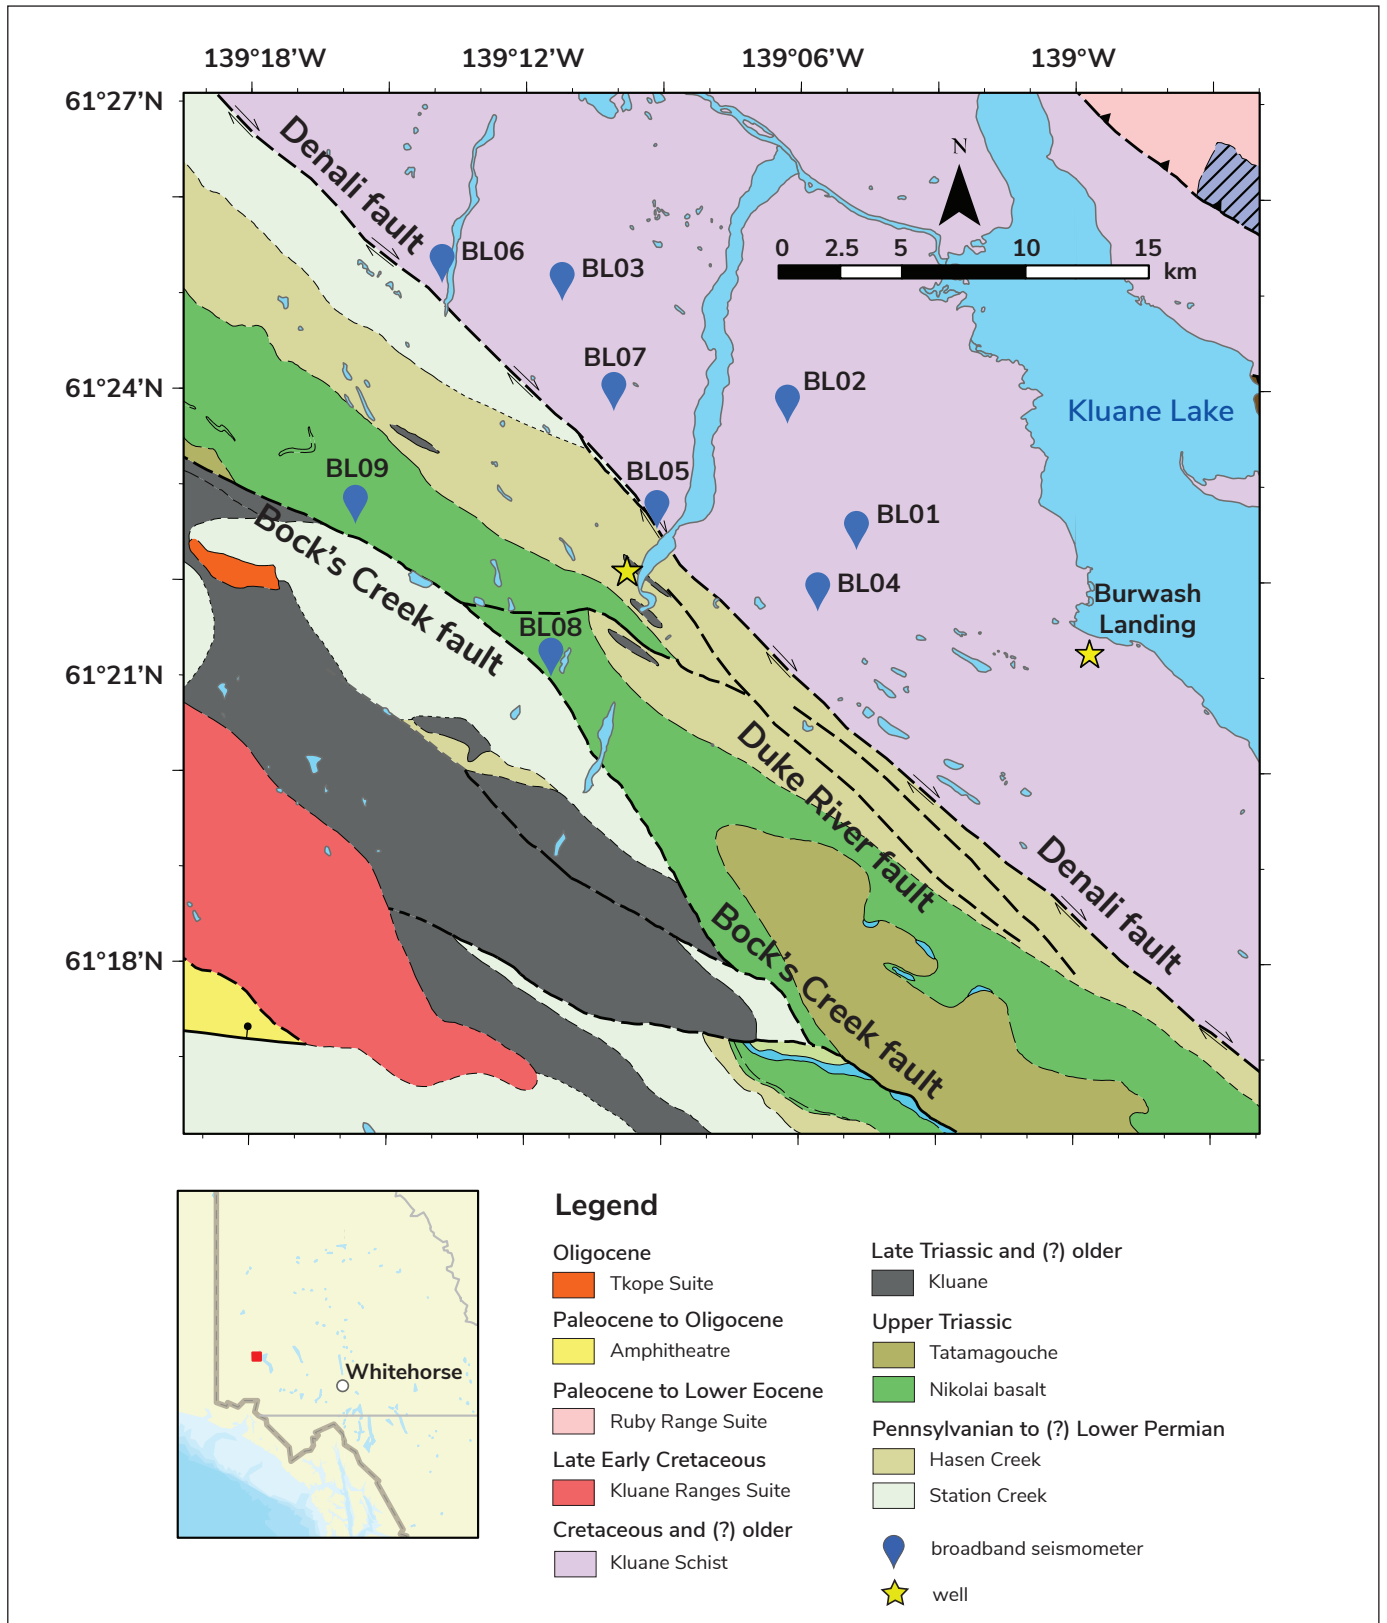 139°18'W 139°12'W 139°06'W 139°W
61°27'N
61°24'N
61°21'N
61°18'N
Denali fault
N
0 2.5 5 10 15
km
BL06
BL03
BL07
BL02
Kluane Lake
BL09
BL05
BL01
BL04
Burwash
Landing
Bock's Creek fault
BL08
Duke River fault
Denali fault
Bock's Creek fault
Whitehorse
Legend
Oligocene
Tkope Suite
Paleocene to Oligocene
Amphitheatre
Paleocene to Lower Eocene
Ruby Range Suite
Late Early Cretaceous
Kluane Ranges Suite
Cretaceous and (?) older
Kluane Schist
Late Triassic and (?) older
Kluane
Upper Triassic
Tatamagouche
Nikolai basalt
Pennsylvanian to (?) Lower Permian
Hasen Creek
Station Creek
broadband seismometer
well